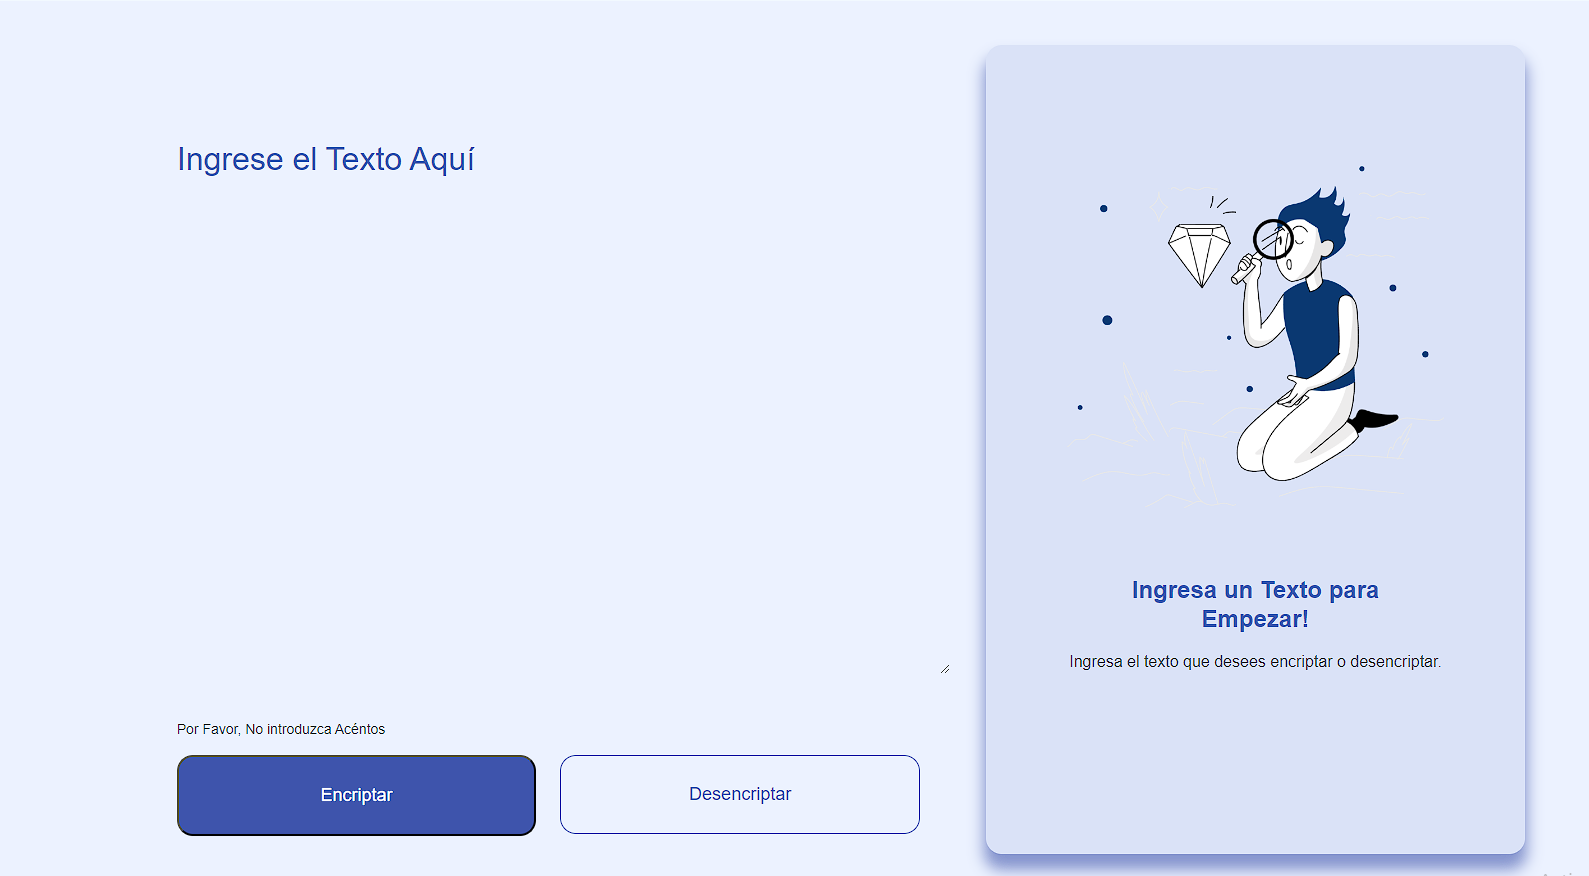 Ingrese el Texto Aquí
Por Favor, No introduzca Acéntos
Encriptar
Desencriptar
Ingresa un Texto para
Empezar!
Ingresa el texto que desees encriptar o desencriptar.